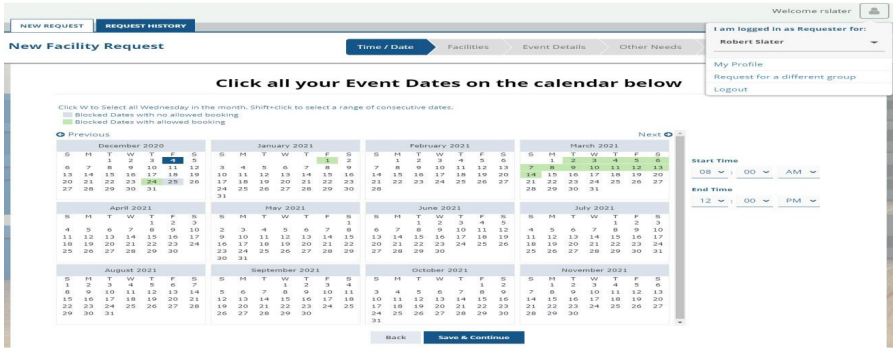 Welcome rslater
NEW REQUEST REQUEST HISTORY
I am logged in as Requester for:
Robert Slater
My Profile
Request for a different group
Logout
New Facility Request
Time / Date Facilities Event Details Other Needs
Click all your Event Dates on the calendar below
Click W to Select all Wednesday in the month. Shift+click to select a range of consecutive dates.
Blocked Dates with no allowed booking
Blocked Dates with allowed booking
Previous Next
December 2020
S M T W T F S
1 2 3 4 5
6 7 8 9 10 11 12
13 14 15 16 17 18 19
20 21 22 23 24 25 26
27 28 29 30 31
January 2021
S M T W T F S
1 2
3 4 5 6 7 8 9
10 11 12 13 14 15 16
17 18 19 20 21 22 23
24 25 26 27 28 29 30
31
February 2021
S M T W T F S
1 2 3 4 5 6
7 8 9 10 11 12 13
14 15 16 17 18 19 20
21 22 23 24 25 26 27
28
March 2021
S M T W T F S
1 2 3 4 5 6
7 8 9 10 11 12 13
14 15 16 17 18 19 20
21 22 23 24 25 26 27
28 29 30 31
Start Time
08 : 00 AM
End Time
12 : 00 PM
April 2021
S M T W T F S
1 2 3
4 5 6 7 8 9 10
11 12 13 14 15 16 17
18 19 20 21 22 23 24
25 26 27 28 29 30
May 2021
S M T W T F S
1
2 3 4 5 6 7 8
9 10 11 12 13 14 15
16 17 18 19 20 21 22
23 24 25 26 27 28 29
30 31
June 2021
S M T W T F S
1 2 3 4 5
6 7 8 9 10 11 12
13 14 15 16 17 18 19
20 21 22 23 24 25 26
27 28 29 30
July 2021
S M T W T F S
1 2 3
4 5 6 7 8 9 10
11 12 13 14 15 16 17
18 19 20 21 22 23 24
25 26 27 28 29 30 31
August 2021
S M T W T F S
1 2 3 4 5 6 7
8 9 10 11 12 13 14
15 16 17 18 19 20 21
22 23 24 25 26 27 28
29 30 31
September 2021
S M T W T F S
1 2 3 4
5 6 7 8 9 10 11
12 13 14 15 16 17 18
19 20 21 22 23 24 25
26 27 28 29 30
October 2021
S M T W T F S
1 2
3 4 5 6 7 8 9
10 11 12 13 14 15 16
17 18 19 20 21 22 23
24 25 26 27 28 29 30
31
November 2021
S M T W T F S
1 2 3 4 5 6
7 8 9 10 11 12 13
14 15 16 17 18 19 20
21 22 23 24 25 26 27
28 29 30
Back Save & Continue